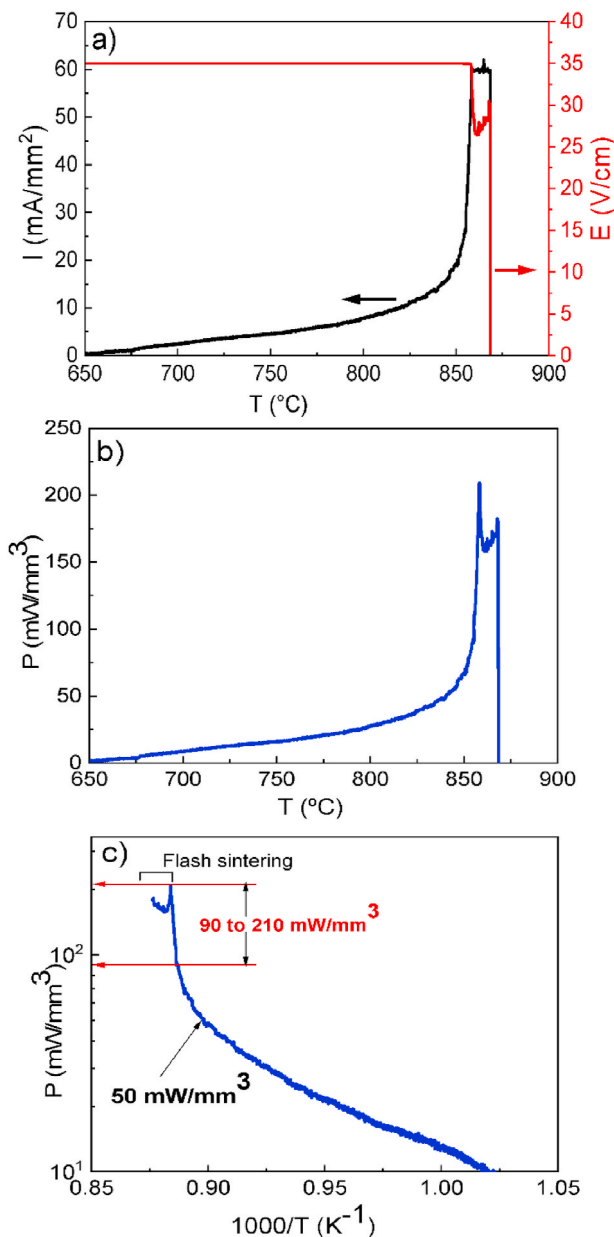 a)
70
60
50
40
30
20
10
0
I (mA/mm²)
40
35
30
25
20
15
10
5
0
E (V/cm)
650 700 750 800 850 900
T (°C)
b)
250
200
150
100
50
0
P (mW/mm³)
650 700 750 800 850 900
T (ºC)
c)
Flash sintering
90 to 210 mW/mm³
50 mW/mm³
10²
10¹
P (mW/mm³)
0.85 0.90 0.95 1.00 1.05
1000/T (K⁻¹)